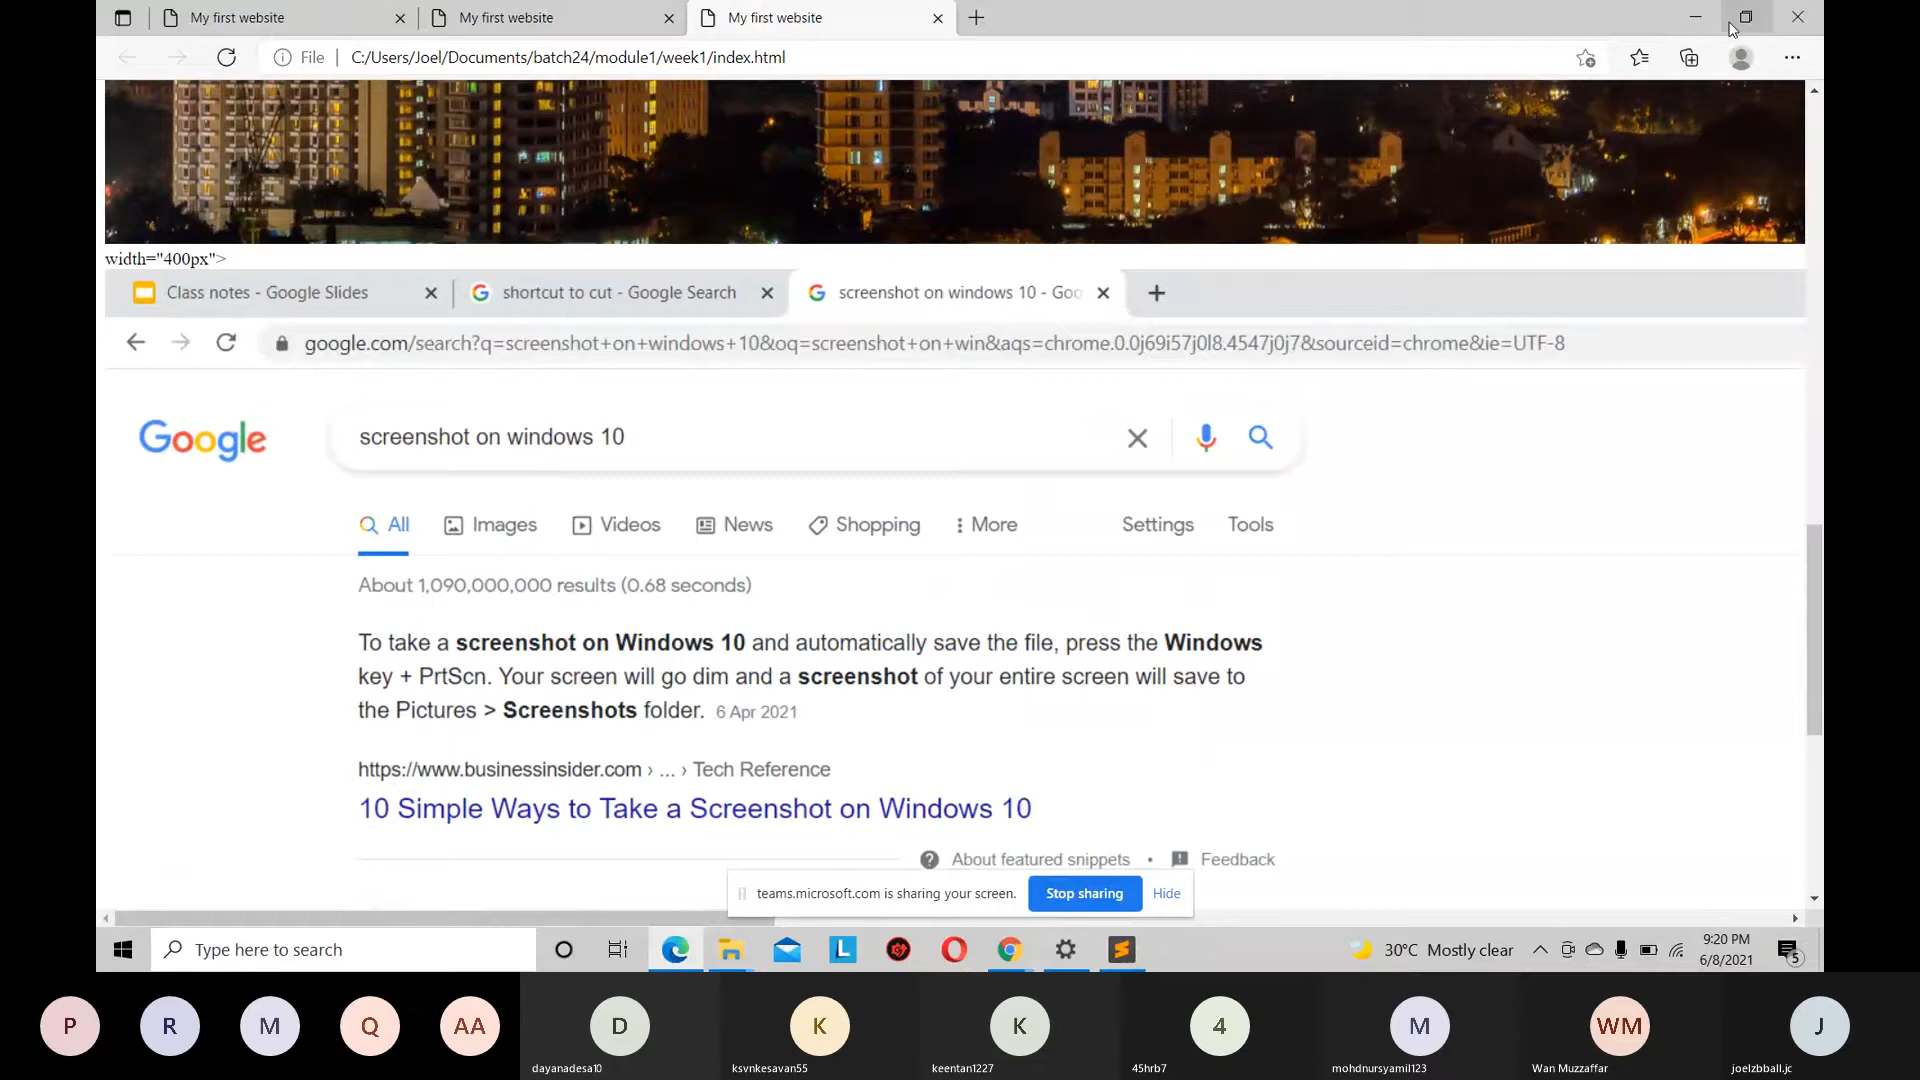 My first website
My first website
My first website
File
C:/Users/Joel/Documents/batch24/module1/week1/index.html
width="400px">
Class notes - Google Slides
shortcut to cut - Google Search
screenshot on windows 10 - Goo
google.com/search?q=screenshot+on+windows+10&oq=screenshot+on+win&aqs=chrome.0.0j69i57j0l8.4547j0j7&sourceid=chrome&ie=UTF-8
Google
screenshot on windows 10
All
Images
Videos
News
Shopping
More
Settings
Tools
About 1,090,000,000 results (0.68 seconds)
To take a screenshot on Windows 10 and automatically save the file, press the Windows
key + PrtScn. Your screen will go dim and a screenshot of your entire screen will save to
the Pictures > Screenshots folder. 6 Apr 2021
https://www.businessinsider.com › ... › Tech Reference
10 Simple Ways to Take a Screenshot on Windows 10
About featured snippets • Feedback
teams.microsoft.com is sharing your screen.
Stop sharing
Hide
Type here to search
L
30°C Mostly clear
9:20 PM
6/8/2021
5
P
R
M
Q
AA
D
K
K
4
M
WM
J
dayanadesa10
ksvnkesavan55
keentan1227
45hrb7
mohdnursyamil123
Wan Muzzaffar
joelzbball.jc